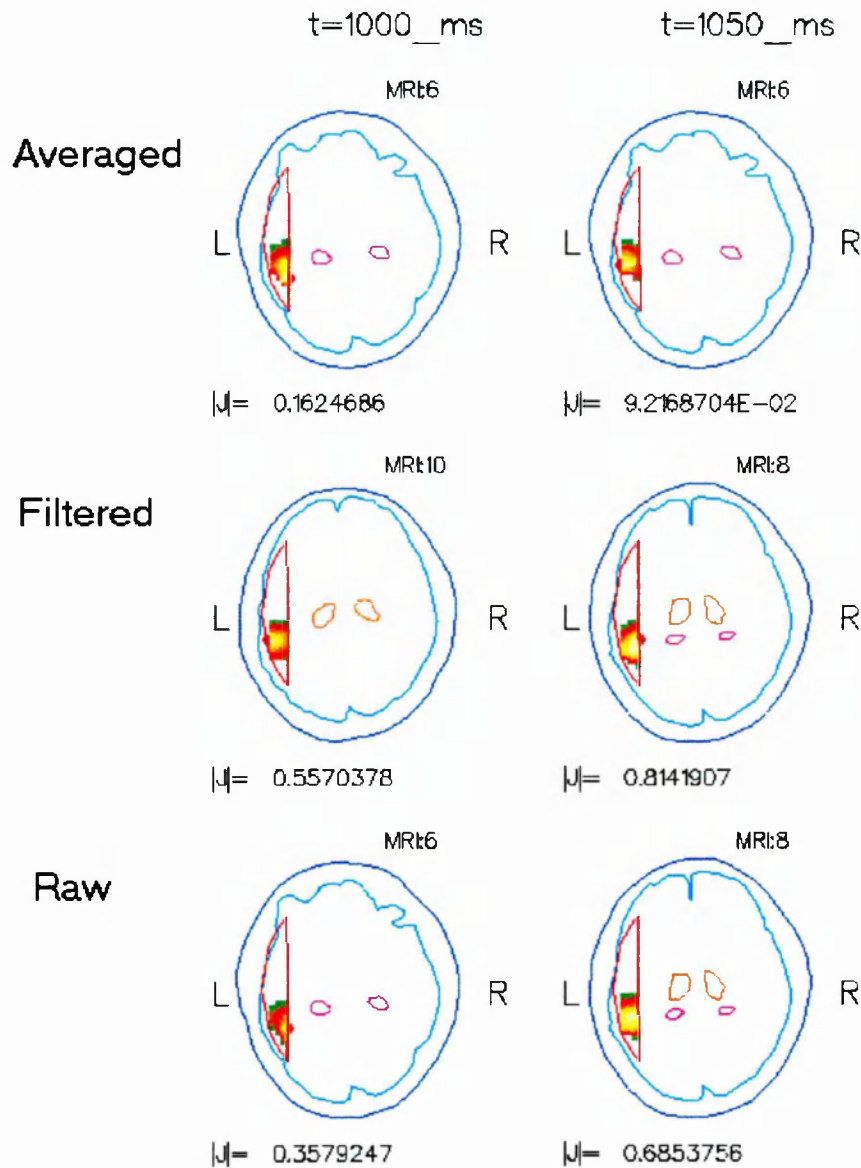 t=1000_ms t=1050_ms
MRI:6 MRI:6
Averaged
L R L R
|J|= 0.1624686 |J|= 9.2168704E-02
MRI:10 MRI:8
Filtered
L R L R
|J|= 0.5570378 |J|= 0.8141907
MRI:6 MRI:8
Raw
L R L R
|J|= 0.3579247 |J|= 0.6853756